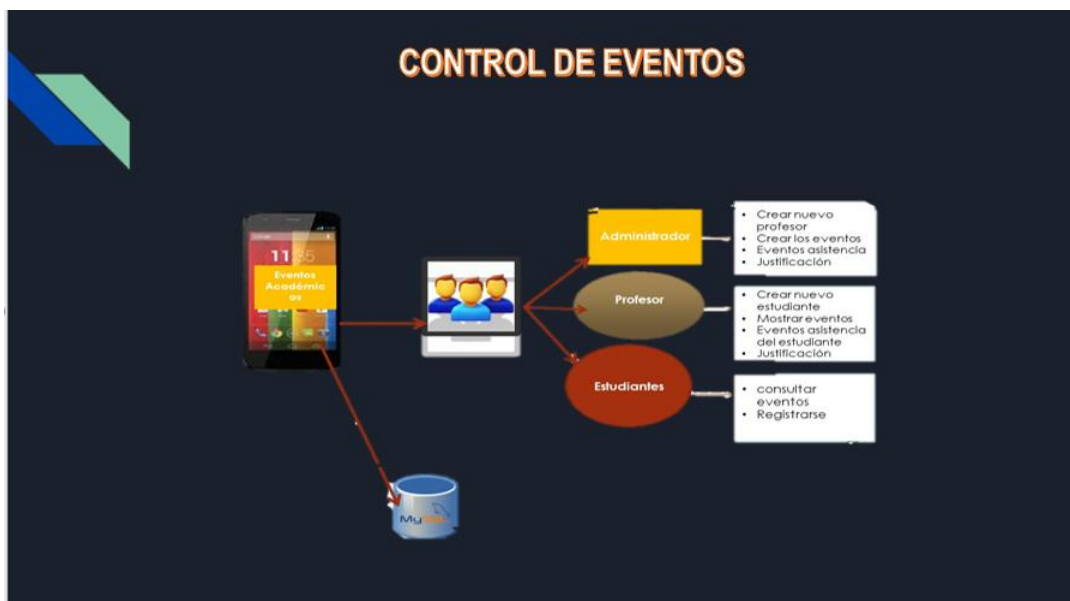 CONTROL DE EVENTOS
11:35
Eventos
Académic
os
Administrador
• Crear nuevo
profesor
• Crear los eventos
• Eventos asistencia
• Justificación
Profesor
• Crear nuevo
estudiante
• Mostrar eventos
• Eventos asistencia
del estudiante
• Justificación
Estudiantes
• consultar
eventos
• Registrarse
MySQL